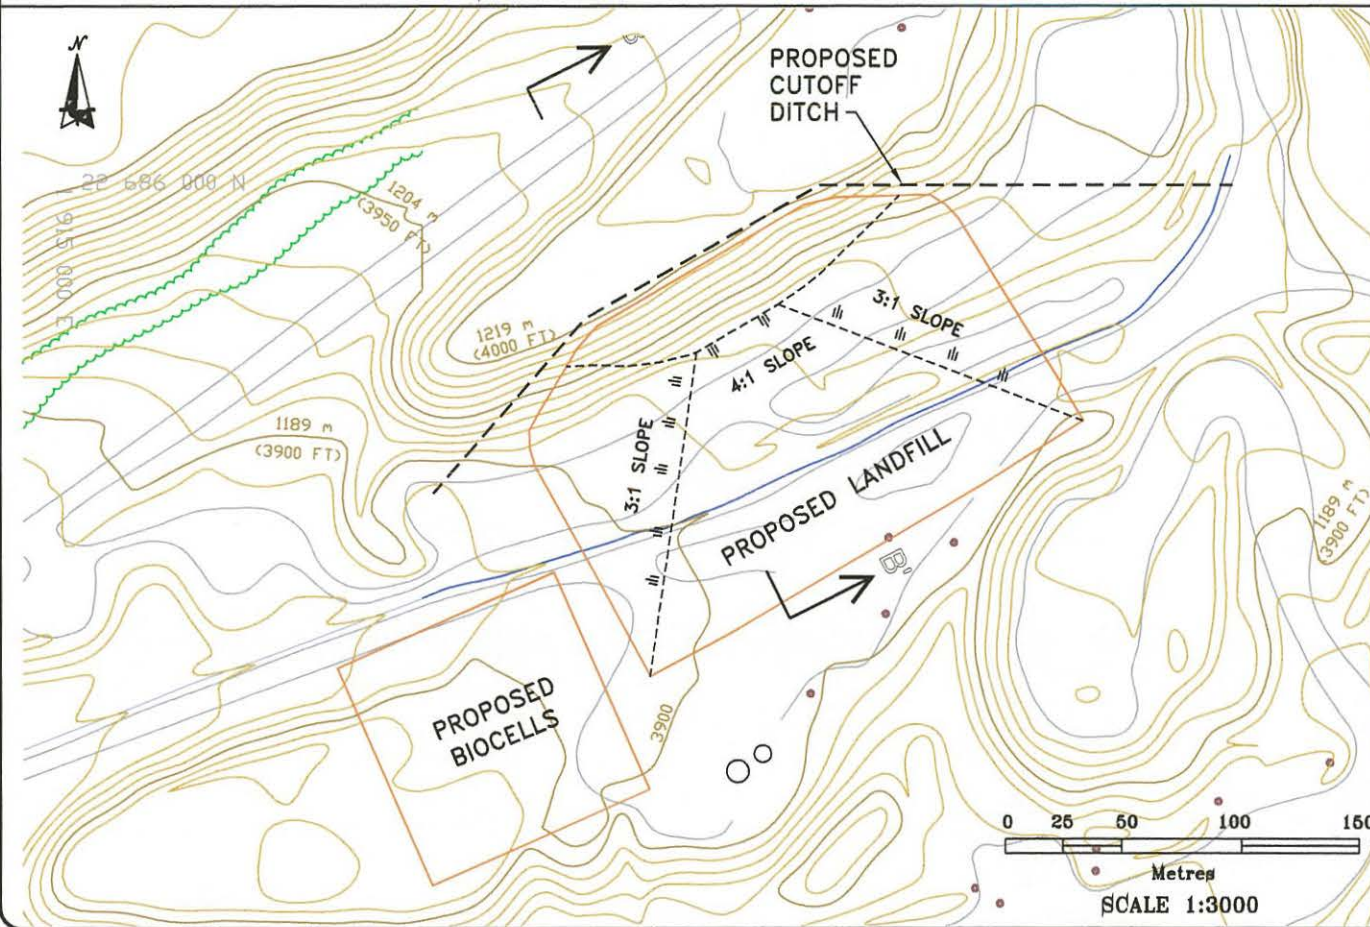 N
PROPOSED
CUTOFF
DITCH
22 686 000 N
1204 m
(3950 FT)
1219 m
(4000 FT)
3:1 SLOPE
4:1 SLOPE
3:1 SLOPE
1189 m
(3900 FT)
PROPOSED LANDFILL
B'
1189 m
(3900 FT)
PROPOSED
BIOCELLS
3900
0 25 50 100 150
Metres
SCALE 1:3000